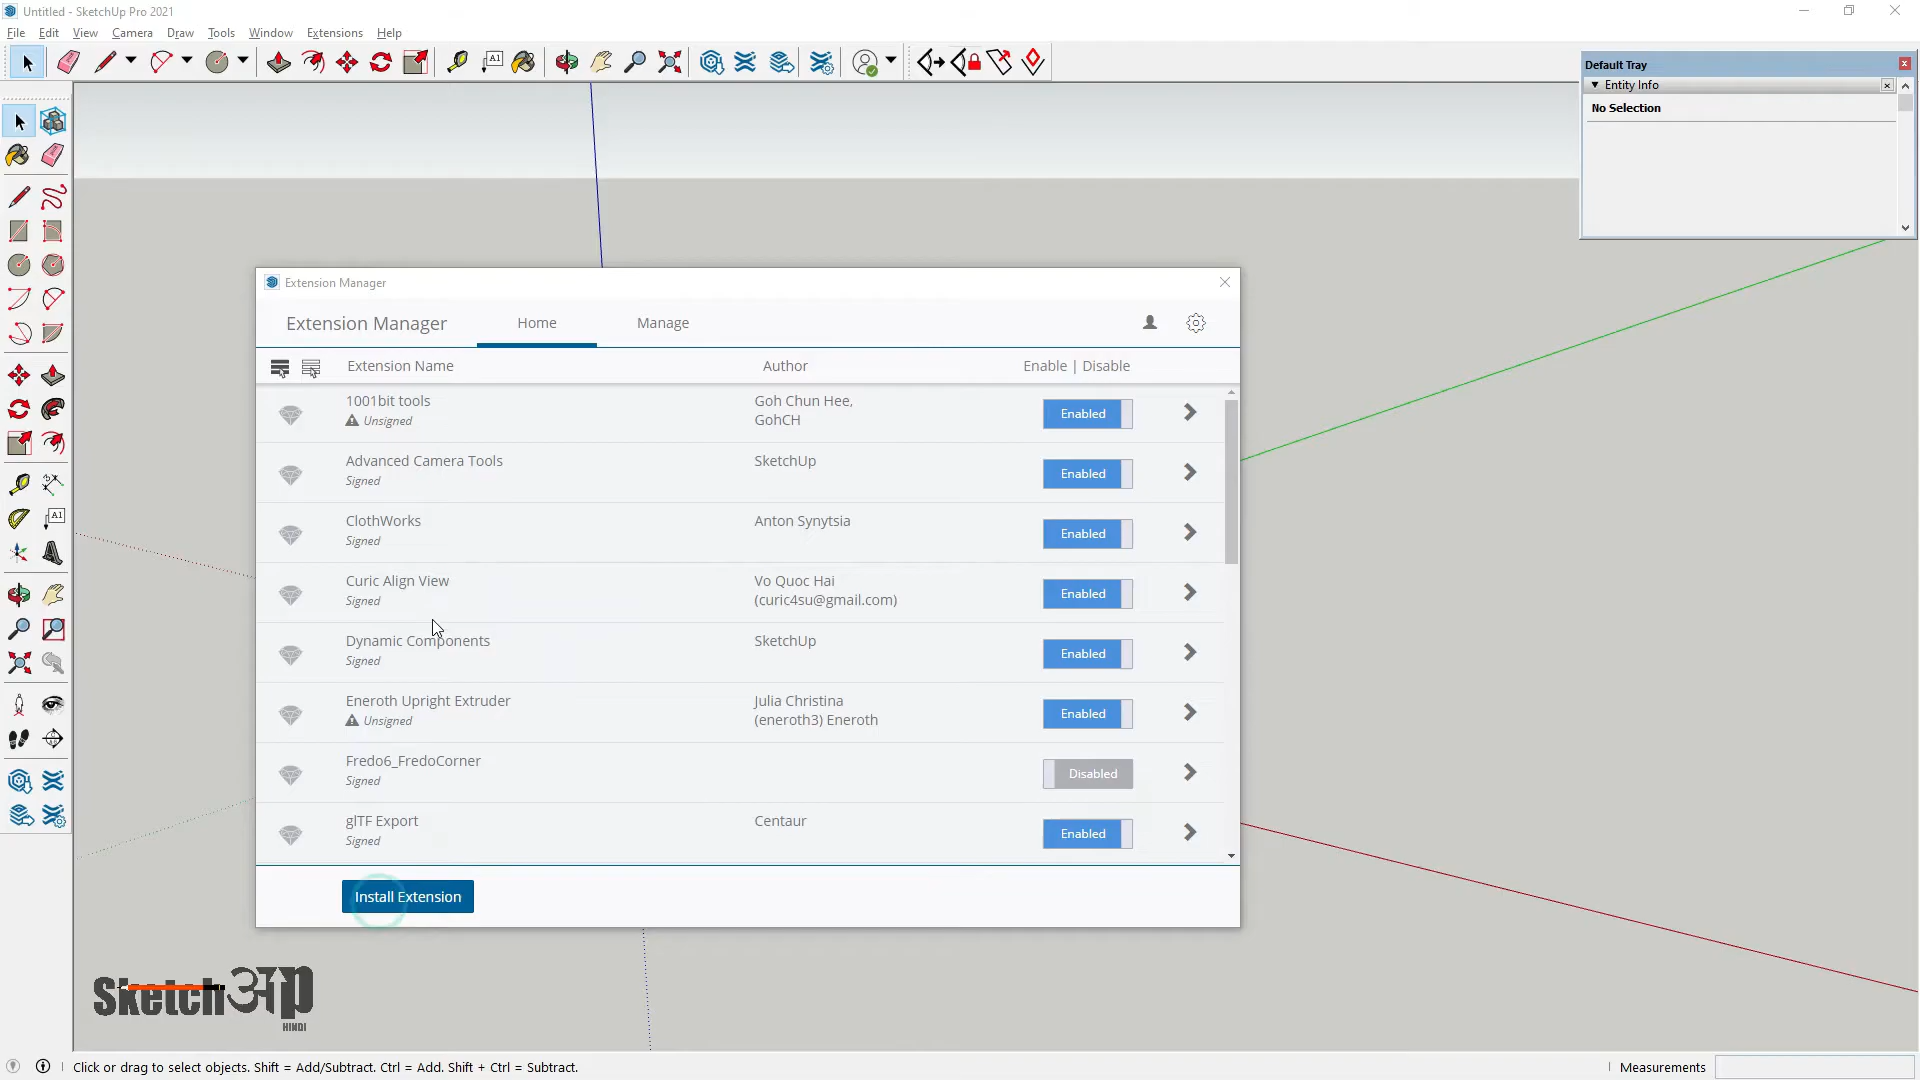 Untitled - SketchUp Pro 2021
File Edit View Camera Draw Tools Window Extensions Help
A1
Default Tray
Entity Info
No Selection
A1
Extension Manager
Extension Manager Home Manage
Extension Name Author Enable | Disable
1001bit tools Goh Chun Hee, Enabled
Unsigned GohCH
Advanced Camera Tools SketchUp Enabled
Signed
ClothWorks Anton Synytsia Enabled
Signed
Curic Align View Vo Quoc Hai Enabled
Signed (curic4su@gmail.com)
Dynamic Components SketchUp Enabled
Signed
Eneroth Upright Extruder Julia Christina Enabled
Unsigned (eneroth3) Eneroth
Fredo6_FredoCorner Disabled
Signed
glTF Export Centaur Enabled
Signed
Install Extension
Sketchअप
HINDI
Click or drag to select objects. Shift = Add/Subtract. Ctrl = Add. Shift + Ctrl = Subtract. Measurements